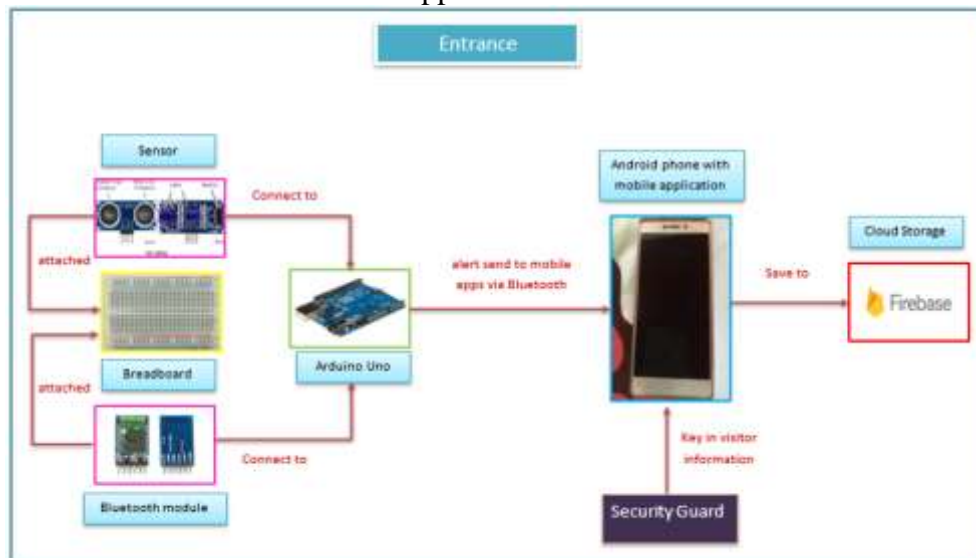 Entrance
Sensor
Connect to
attached
Breadboard
attached
Bluetooth module
Connect to
Arduino Uno
alert send to mobile
apps via Bluetooth
Android phone with
mobile application
Save to
Cloud Storage
Firebase
Key in visitor
information
Security Guard